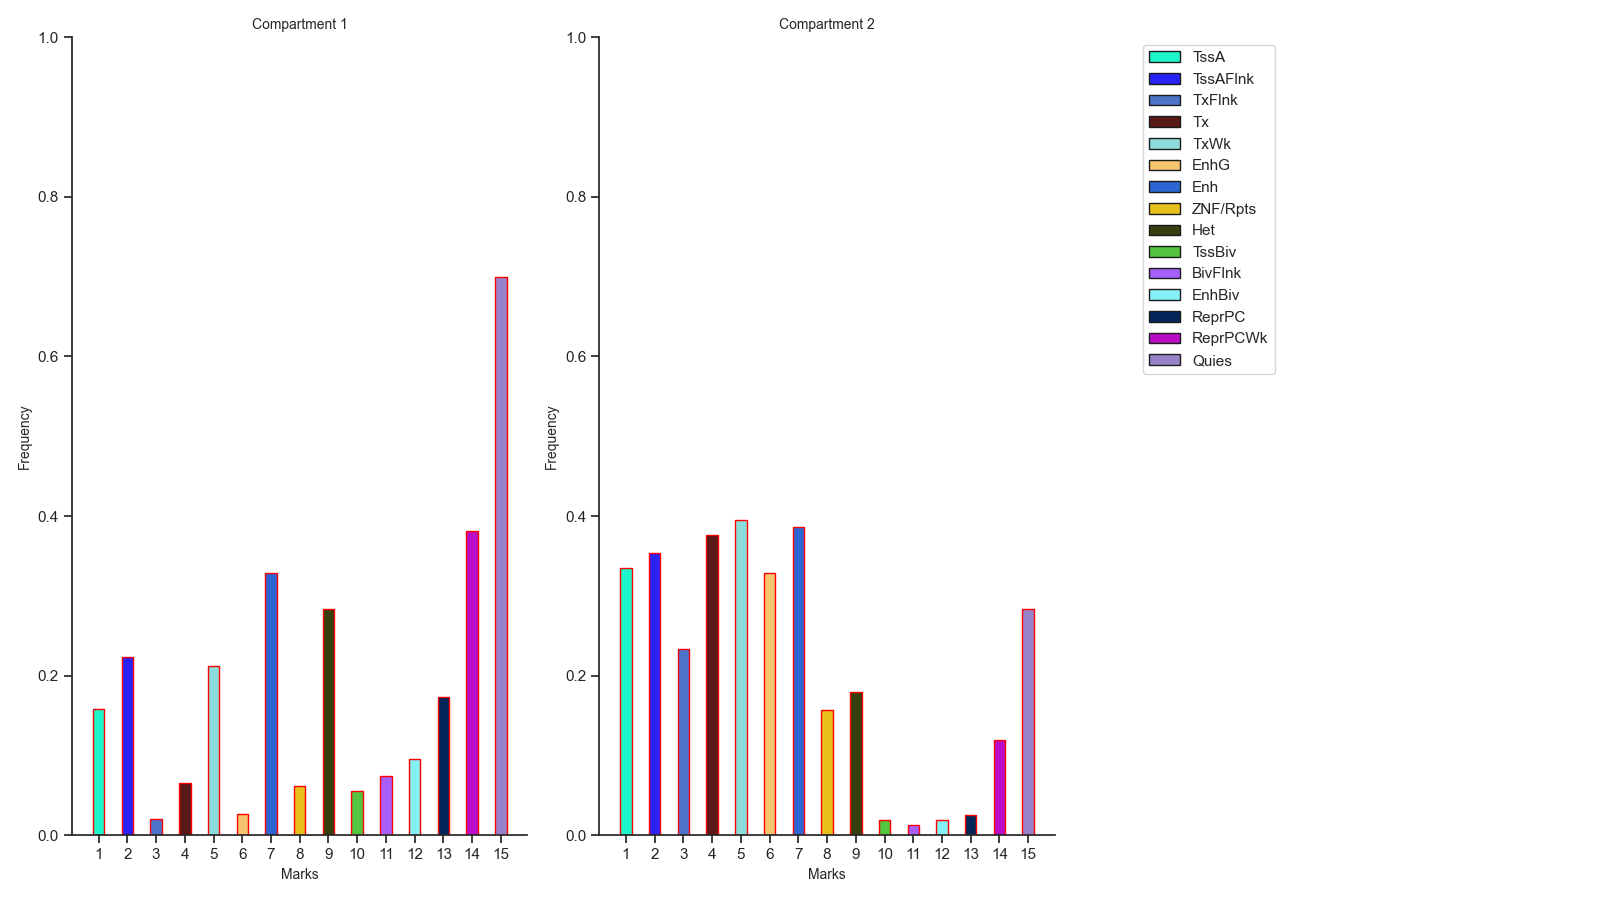 Compartment 1
1.0
0.8
0.6
0.4
0.2
0.0
Frequency
1 2 3 4 5 6 7 8 9 10 11 12 13 14 15
Marks
Compartment 2
1.0
0.8
0.6
0.4
0.2
0.0
Frequency
1 2 3 4 5 6 7 8 9 10 11 12 13 14 15
Marks
TssA
TssAFlnk
TxFlnk
Tx
TxWk
EnhG
Enh
ZNF/Rpts
Het
TssBiv
BivFlnk
EnhBiv
ReprPC
ReprPCWk
Quies